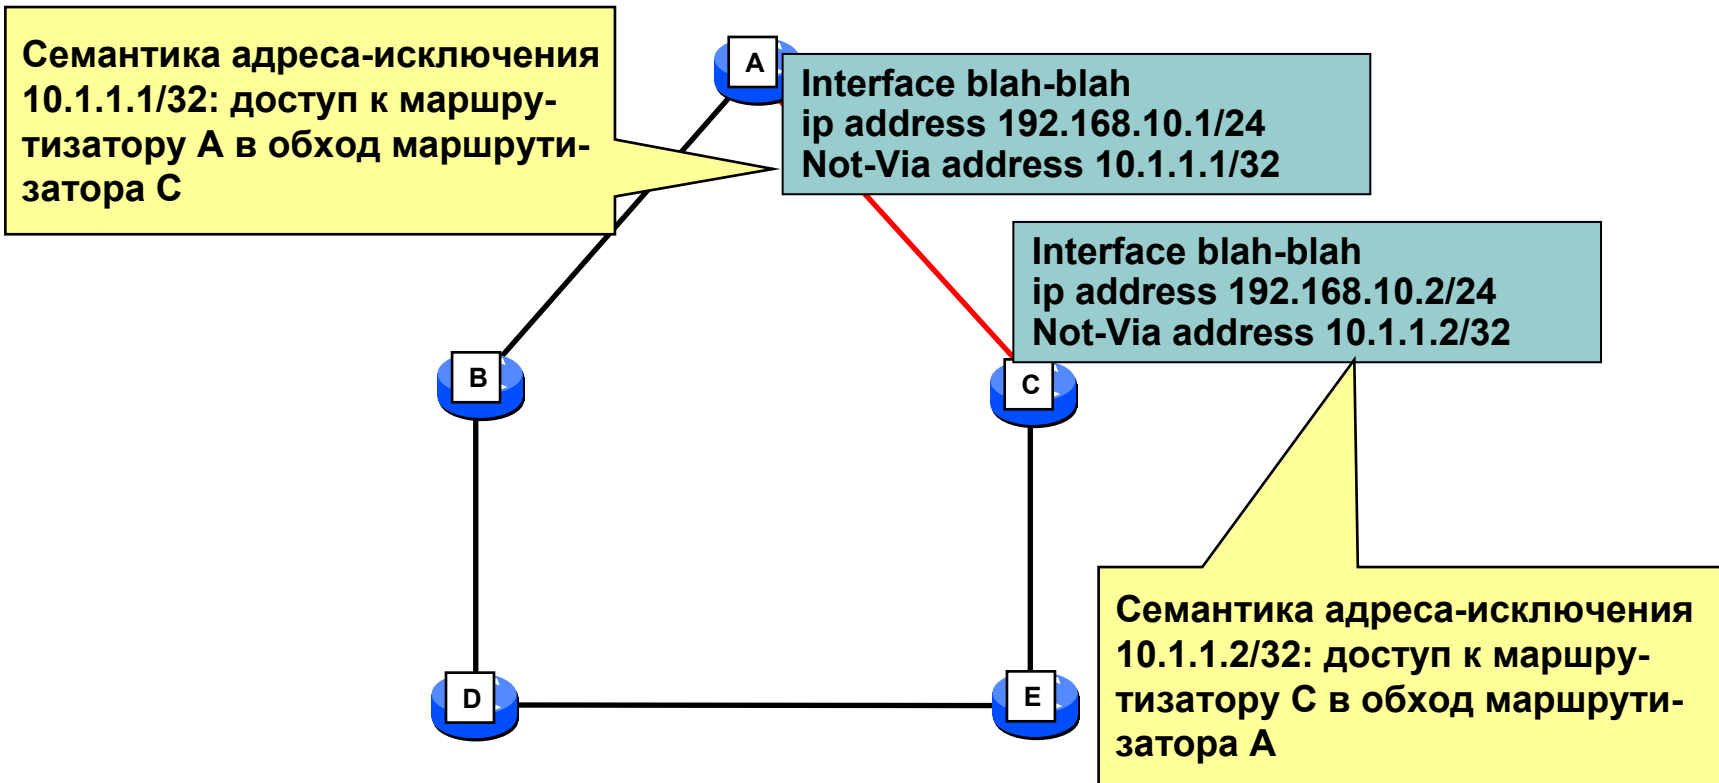 Семантика адреса-исключения
10.1.1.1/32: доступ к маршру-
тизатору А в обход маршрути-
затора С
A
Interface blah-blah
ip address 192.168.10.1/24
Not-Via address 10.1.1.1/32
Interface blah-blah
ip address 192.168.10.2/24
Not-Via address 10.1.1.2/32
B
C
Семантика адреса-исключения
10.1.1.2/32: доступ к маршру-
тизатору С в обход маршрути-
затора А
D
E